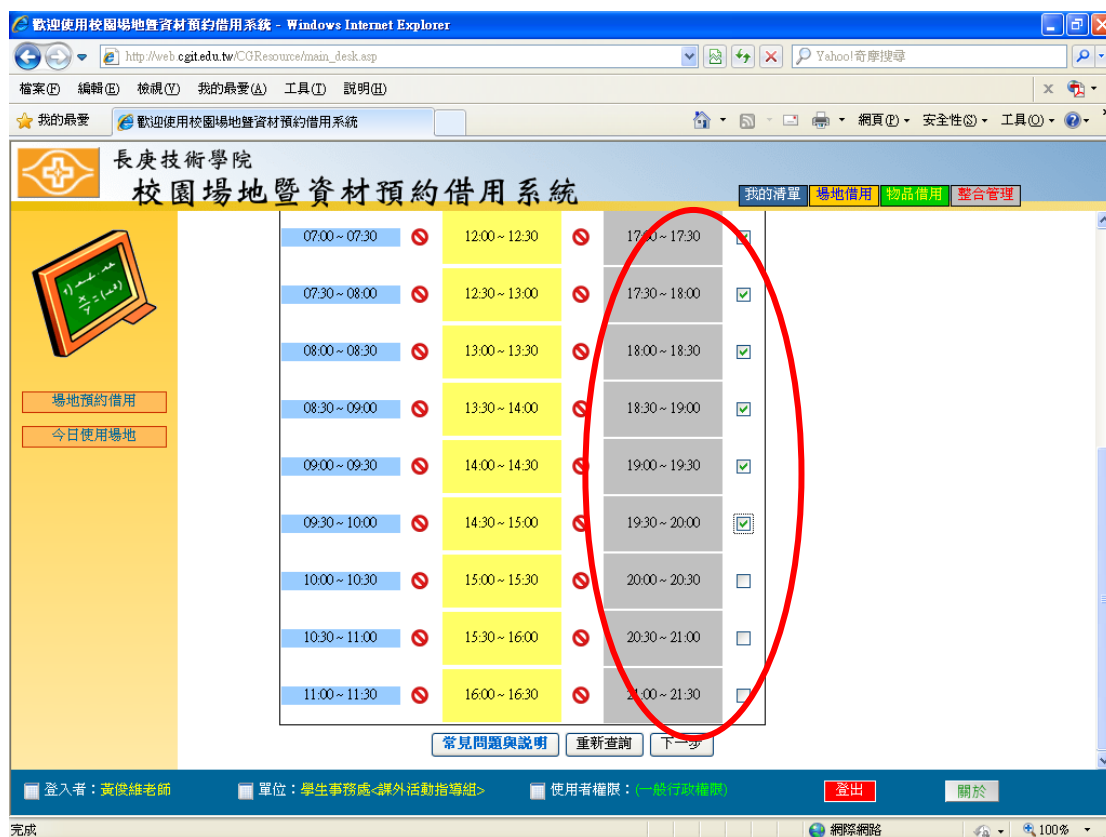 歡迎使用校園場地暨資材預約借用系統 - Windows Internet Explorer
http://web.cgit.edu.tw/CGResource/main_desk.asp
Yahoo!奇摩搜尋
檔案(F) 編輯(E) 檢視(V) 我的最愛(A) 工具(T) 說明(H)
我的最愛 歡迎使用校園場地暨資材預約借用系統 網頁(P) 安全性(S) 工具(O)
長庚技術學院
校園場地暨資材預約借用系統
我的清單 場地借用 物品借用 整合管理
07:00 ~ 07:30 12:00 ~ 12:30 17:00 ~ 17:30
07:30 ~ 08:00 12:30 ~ 13:00 17:30 ~ 18:00
08:00 ~ 08:30 13:00 ~ 13:30 18:00 ~ 18:30
場地預約借用
08:30 ~ 09:00 13:30 ~ 14:00 18:30 ~ 19:00
今日使用場地
09:00 ~ 09:30 14:00 ~ 14:30 19:00 ~ 19:30
09:30 ~ 10:00 14:30 ~ 15:00 19:30 ~ 20:00
10:00 ~ 10:30 15:00 ~ 15:30 20:00 ~ 20:30
10:30 ~ 11:00 15:30 ~ 16:00 20:30 ~ 21:00
11:00 ~ 11:30 16:00 ~ 16:30 21:00 ~ 21:30
常見問題與說明 重新查詢 下一步
登入者：黃俊維老師 單位：學生事務處<課外活動指導組> 使用者權限：(一般行政權限) 登出 關於
完成 網際網路 100%